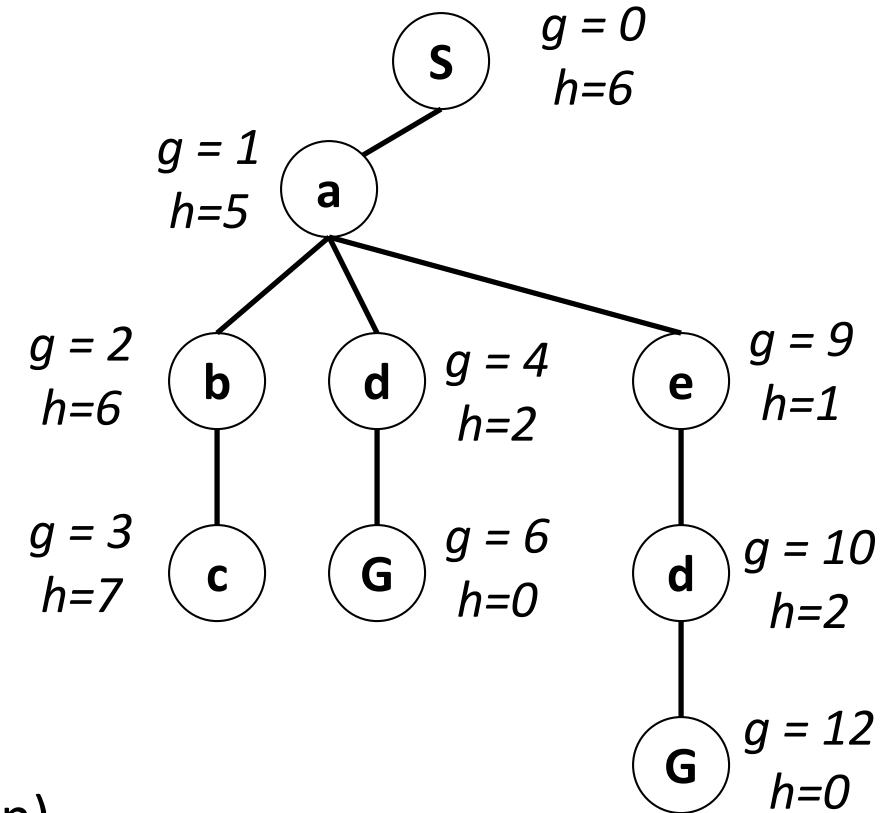 S
g = 0
h=6
g = 1
h=5
a
g = 2
h=6
b
d
g = 4
h=2
e
g = 9
h=1
g = 3
h=7
c
G
g = 6
h=0
d
g = 10
h=2
G
g = 12
h=0
n)